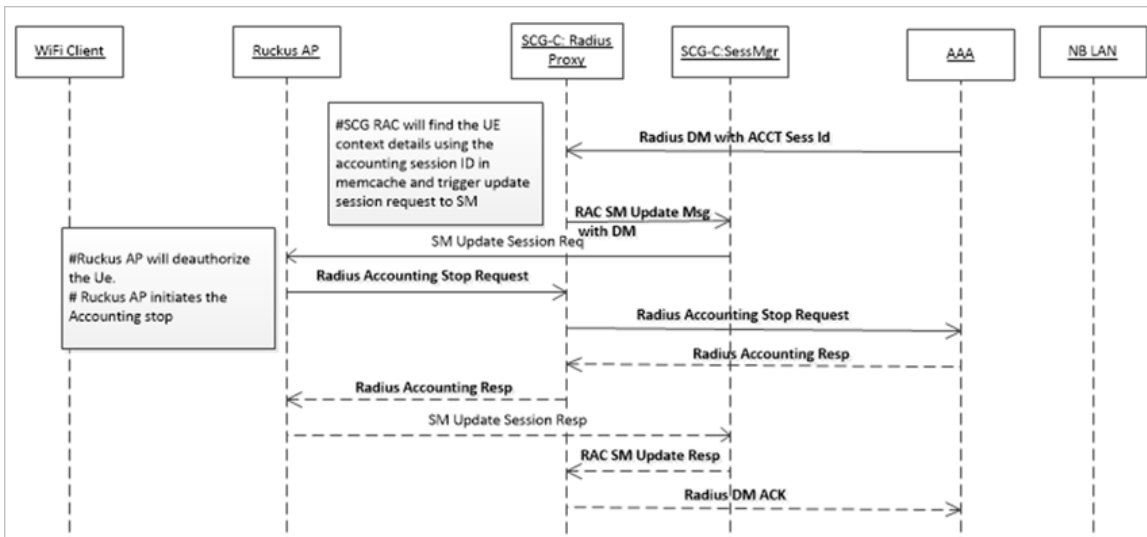 WiFi Client
Ruckus AP
SCG-C: Radius
Proxy
SCG-C:SessMgr
AAA
NB LAN
#SCG RAC will find the UE
context details using the
accounting session ID in
memcache and trigger update
session request to SM
Radius DM with ACCT Sess Id
RAC SM Update Msg
with DM
SM Update Session Req
#Ruckus AP will deauthorize
the Ue.
# Ruckus AP initiates the
Accounting stop
Radius Accounting Stop Request
Radius Accounting Stop Request
Radius Accounting Resp
Radius Accounting Resp
SM Update Session Resp
RAC SM Update Resp
Radius DM ACK